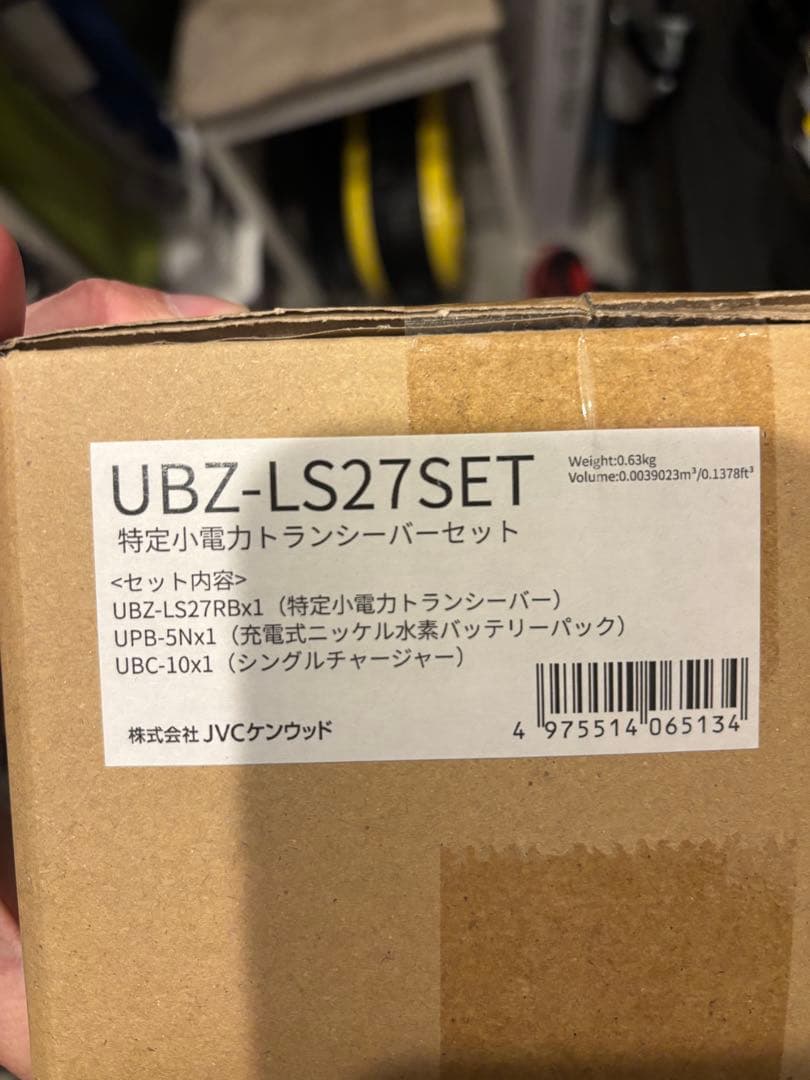 UBZ-LS27SET
Weight:0.63kg
Volume:0.0039023m³/0.1378ft³
特定小電力トランシーバーセット
<セット内容>
UBZ-LS27RBx1（特定小電力トランシーバー）
UPB-5Nx1（充電式ニッケル水素バッテリーパック）
UBC-10x1（シングルチャージャー）
株式会社 JVCケンウッド
4 975514 065134